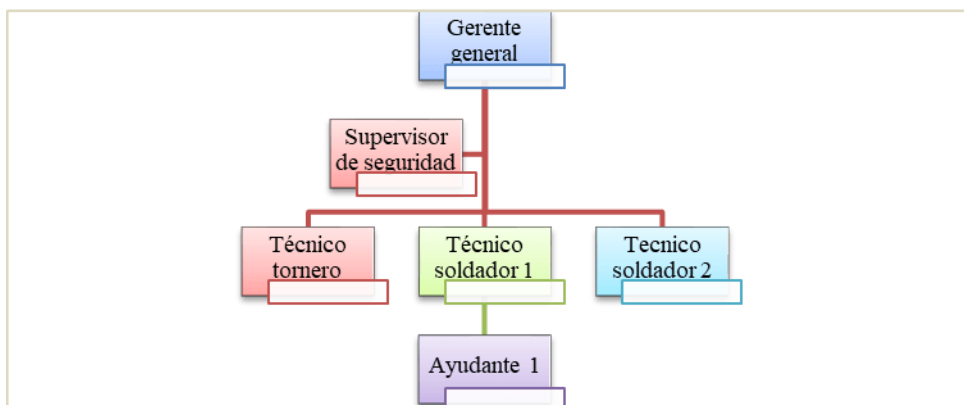 Gerente
general
Supervisor
de seguridad
Técnico
tornero
Técnico
soldador 1
Tecnico
soldador 2
Ayudante 1